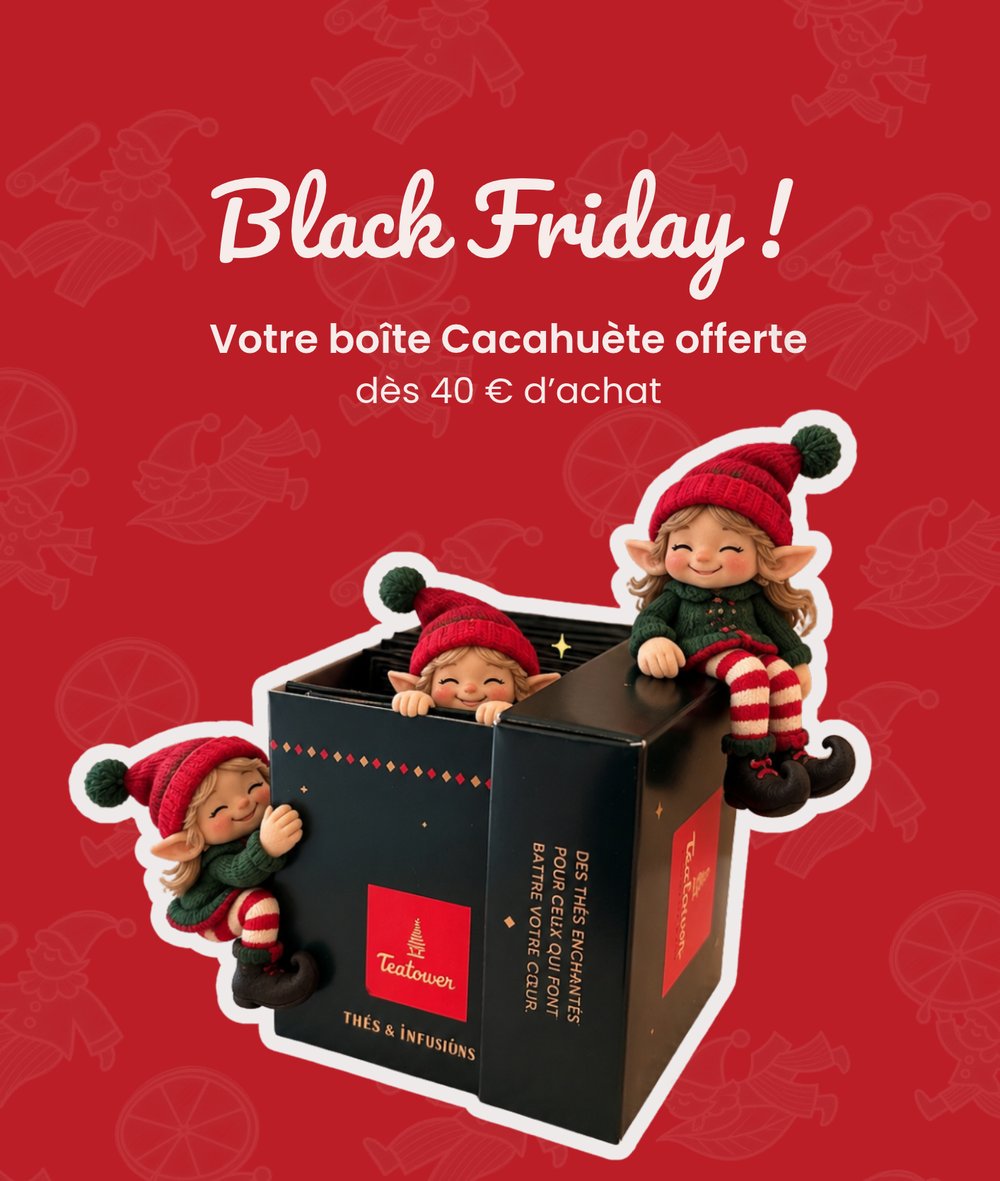 Black Friday !
Votre boîte Cacahuète offerte
dès 40 € d’achat
DES THÉS ENCHANTÉS
POUR CEUX QUI FONT
BATTRE VOTRE CŒUR.
Teatower
Teatower
THÉS & INFUSIÚNS